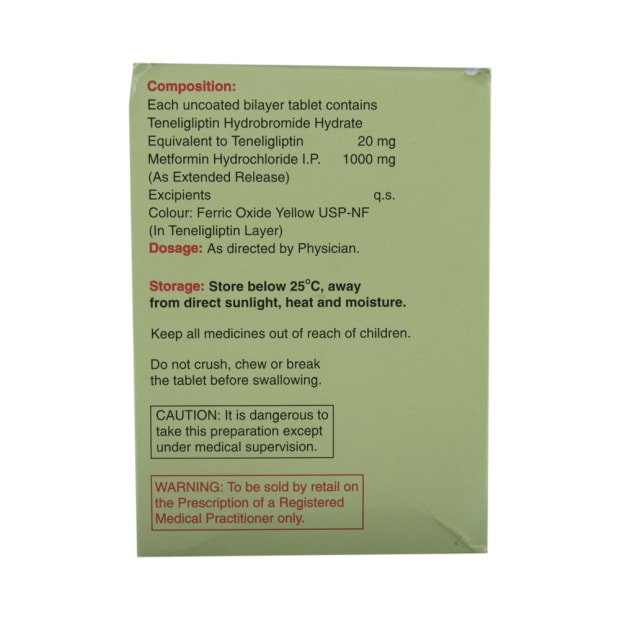 Composition:
Each uncoated bilayer tablet contains
Teneligliptin Hydrobromide Hydrate
Equivalent to Teneligliptin 20 mg
Metformin Hydrochloride I.P. 1000 mg
(As Extended Release)
Excipients q.s.
Colour: Ferric Oxide Yellow USP-NF
(In Teneligliptin Layer)
Dosage: As directed by Physician.
Storage: Store below 25°C, away
from direct sunlight, heat and moisture.
Keep all medicines out of reach of children.
Do not crush, chew or break
the tablet before swallowing.
CAUTION: It is dangerous to
take this preparation except
under medical supervision.
WARNING: To be sold by retail on
the Prescription of a Registered
Medical Practitioner only.